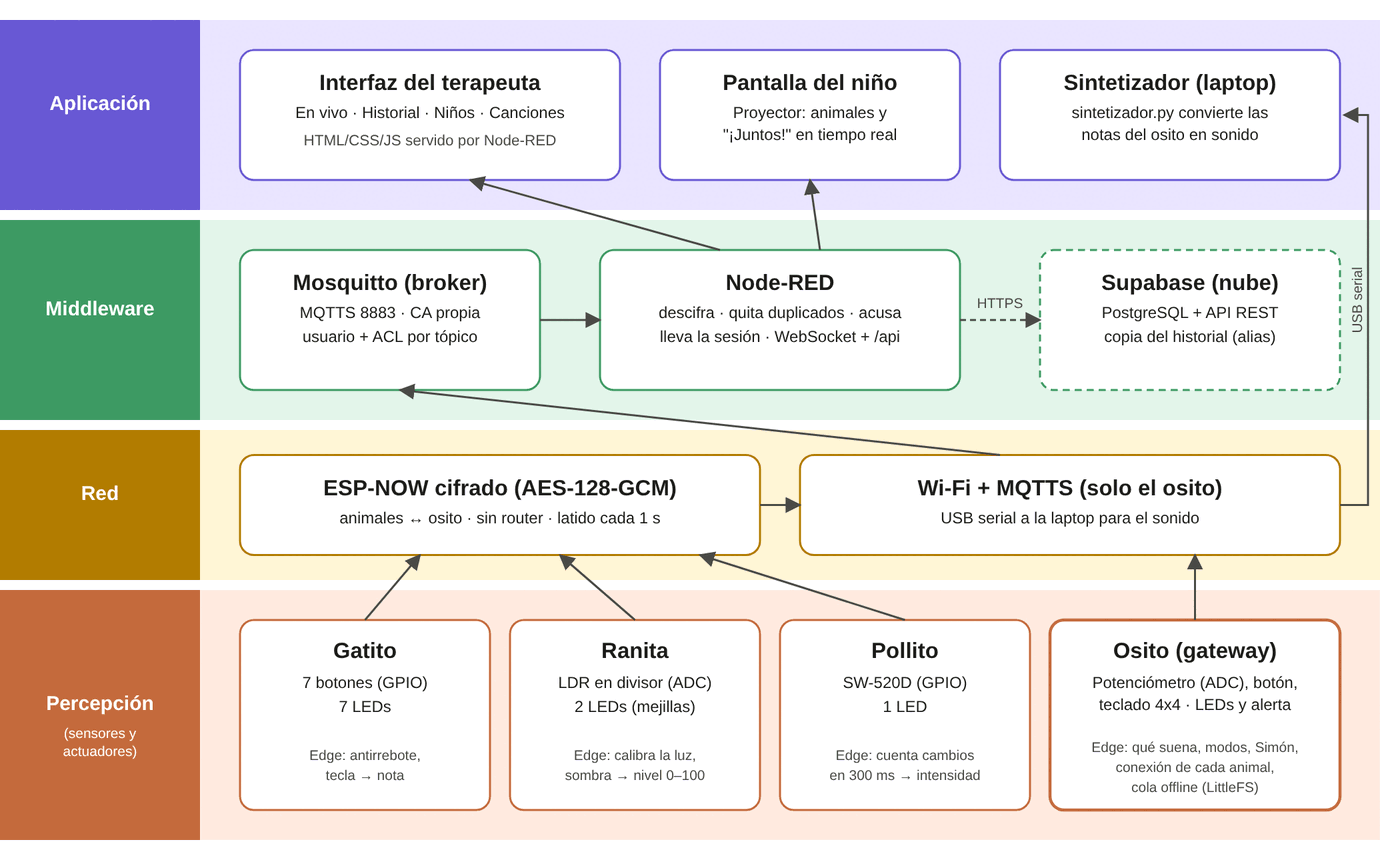 Aplicación
Interfaz del terapeuta
En vivo · Historial · Niños · Canciones
HTML/CSS/JS servido por Node-RED
Pantalla del niño
Proyector: animales y
"¡Juntos!" en tiempo real
Sintetizador (laptop)
sintetizador.py convierte las
notas del osito en sonido
Middleware
Mosquitto (broker)
MQTTS 8883 · CA propia
usuario + ACL por tópico
Node-RED
descifra · quita duplicados · acusa
lleva la sesión · WebSocket + /api
HTTPS
Supabase (nube)
PostgreSQL + API REST
copia del historial (alias)
USB serial
Red
ESP-NOW cifrado (AES-128-GCM)
animales ↔ osito · sin router · latido cada 1 s
Wi-Fi + MQTTS (solo el osito)
USB serial a la laptop para el sonido
Percepción
(sensores y
actuadores)
Gatito
7 botones (GPIO)
7 LEDs
Edge: antirrebote,
tecla → nota
Ranita
LDR en divisor (ADC)
2 LEDs (mejillas)
Edge: calibra la luz,
sombra → nivel 0–100
Pollito
SW-520D (GPIO)
1 LED
Edge: cuenta cambios
en 300 ms → intensidad
Osito (gateway)
Potenciómetro (ADC), botón,
teclado 4x4 · LEDs y alerta
Edge: qué suena, modos, Simón,
conexión de cada animal,
cola offline (LittleFS)